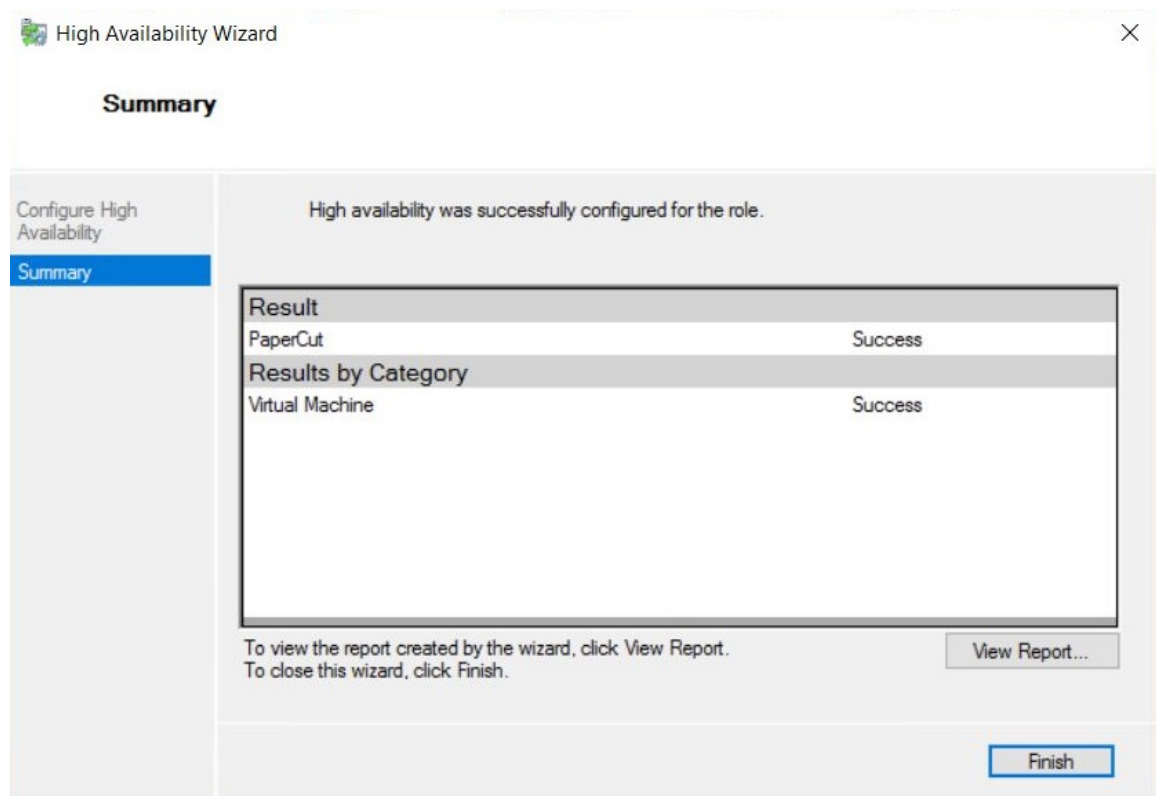 High Availability Wizard
Summary
Configure High
Availability
Summary
High availability was successfully configured for the role.
Result
PaperCut Success
Results by Category
Virtual Machine Success
To view the report created by the wizard, click View Report.
To close this wizard, click Finish.
View Report...
Finish